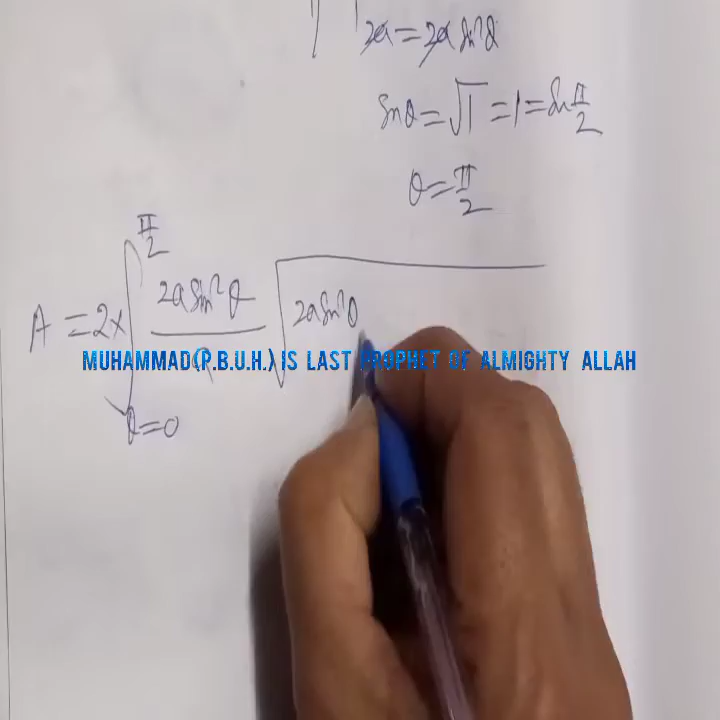 2a = 2a sin²θ
sinθ = √1 = 1 = sin π/2
θ = π/2
A = 2 × ∫_{θ=0}^{π/2} 2a sin²θ / a √2a sin²θ
MUHAMMAD(P.B.U.H.) IS LAST PROPHET OF ALMIGHTY ALLAH